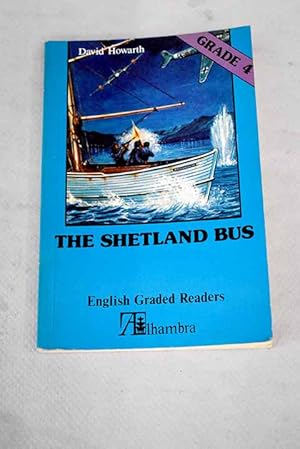 David Howarth
GRADE 4
THE SHETLAND BUS
English Graded Readers
Alhambra